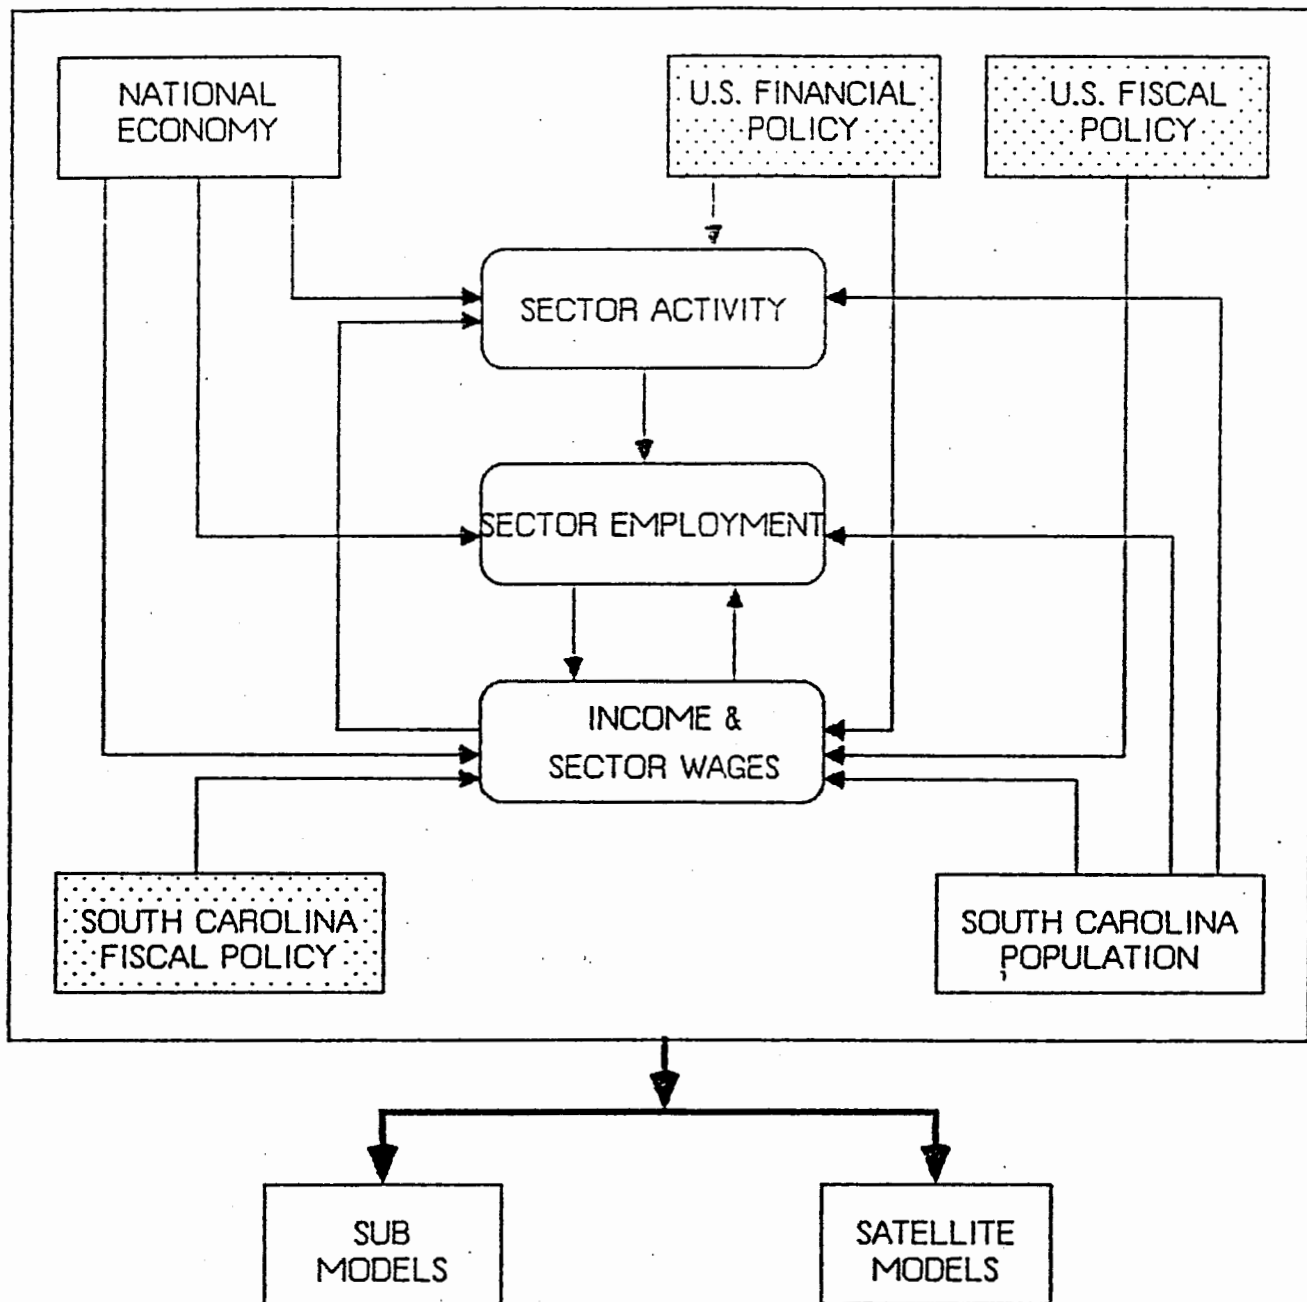 NATIONAL
ECONOMY
U.S. FINANCIAL
POLICY
U.S. FISCAL
POLICY
SECTOR ACTIVITY
SECTOR EMPLOYMENT
INCOME &
SECTOR WAGES
SOUTH CAROLINA
FISCAL POLICY
SOUTH CAROLINA
POPULATION
SUB
MODELS
SATELLITE
MODELS